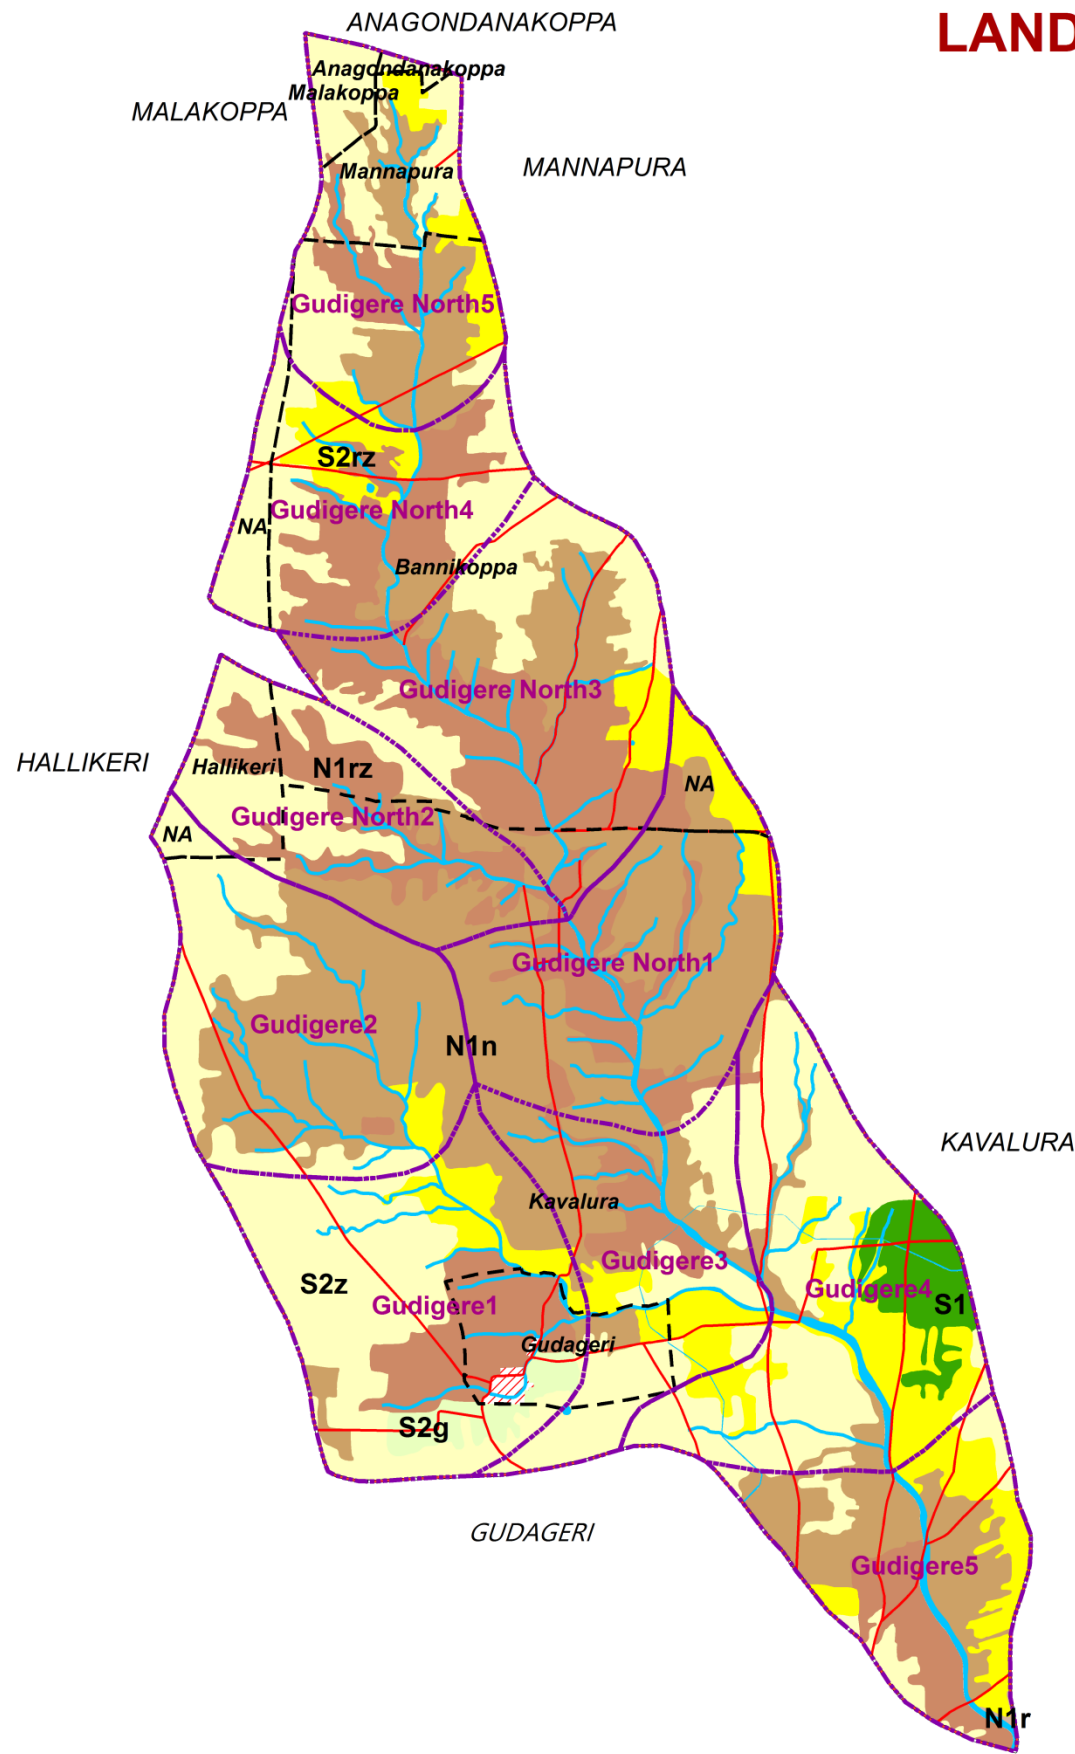 ANAGONDANAKOPPA
LAND
Anagondanakoppa
Malakoppa
MALAKOPPA
Mannapura
MANNAPURA
Gudigere North5
S2rz
Gudigere North4
NA
Bannikoppa
Gudigere North3
HALLIKERI
Hallikeri
N1rz
NA
Gudigere North2
NA
Gudigere North1
Gudigere2
N1n
KAVALURA
Kavalura
Gudigere3
S2z
Gudigere4
Gudigere1
S1
Gudageri
S2g
GUDAGERI
Gudigere5
N1r